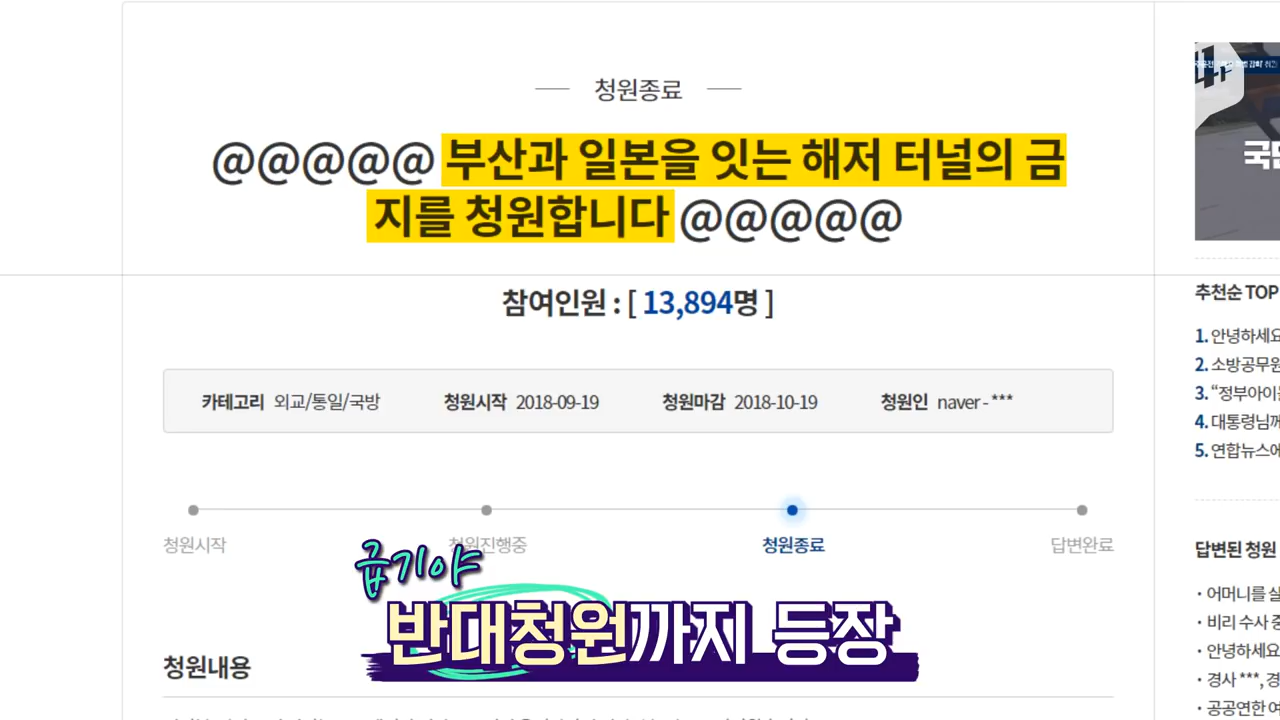 청원종료
@@@@@ 부산과 일본을 잇는 해저 터널의 금
지를 청원합니다 @@@@@
참여인원 : [ 13,894명 ]
카테고리 외교/통일/국방 청원시작 2018-09-19 청원마감 2018-10-19 청원인 naver - ***
청원시작 청원진행중 청원종료 답변완료
급기야
반대청원까지 등장
청원내용
추천순 TOP
1. 안녕하세요
2. 소방공무원
3. “정부아이
4. 대통령님께
5. 연합뉴스에
답변된 청원
· 어머니를 살
· 비리 수사 중
· 안녕하세요
· 경사 ***, 경
· 공공연한 여